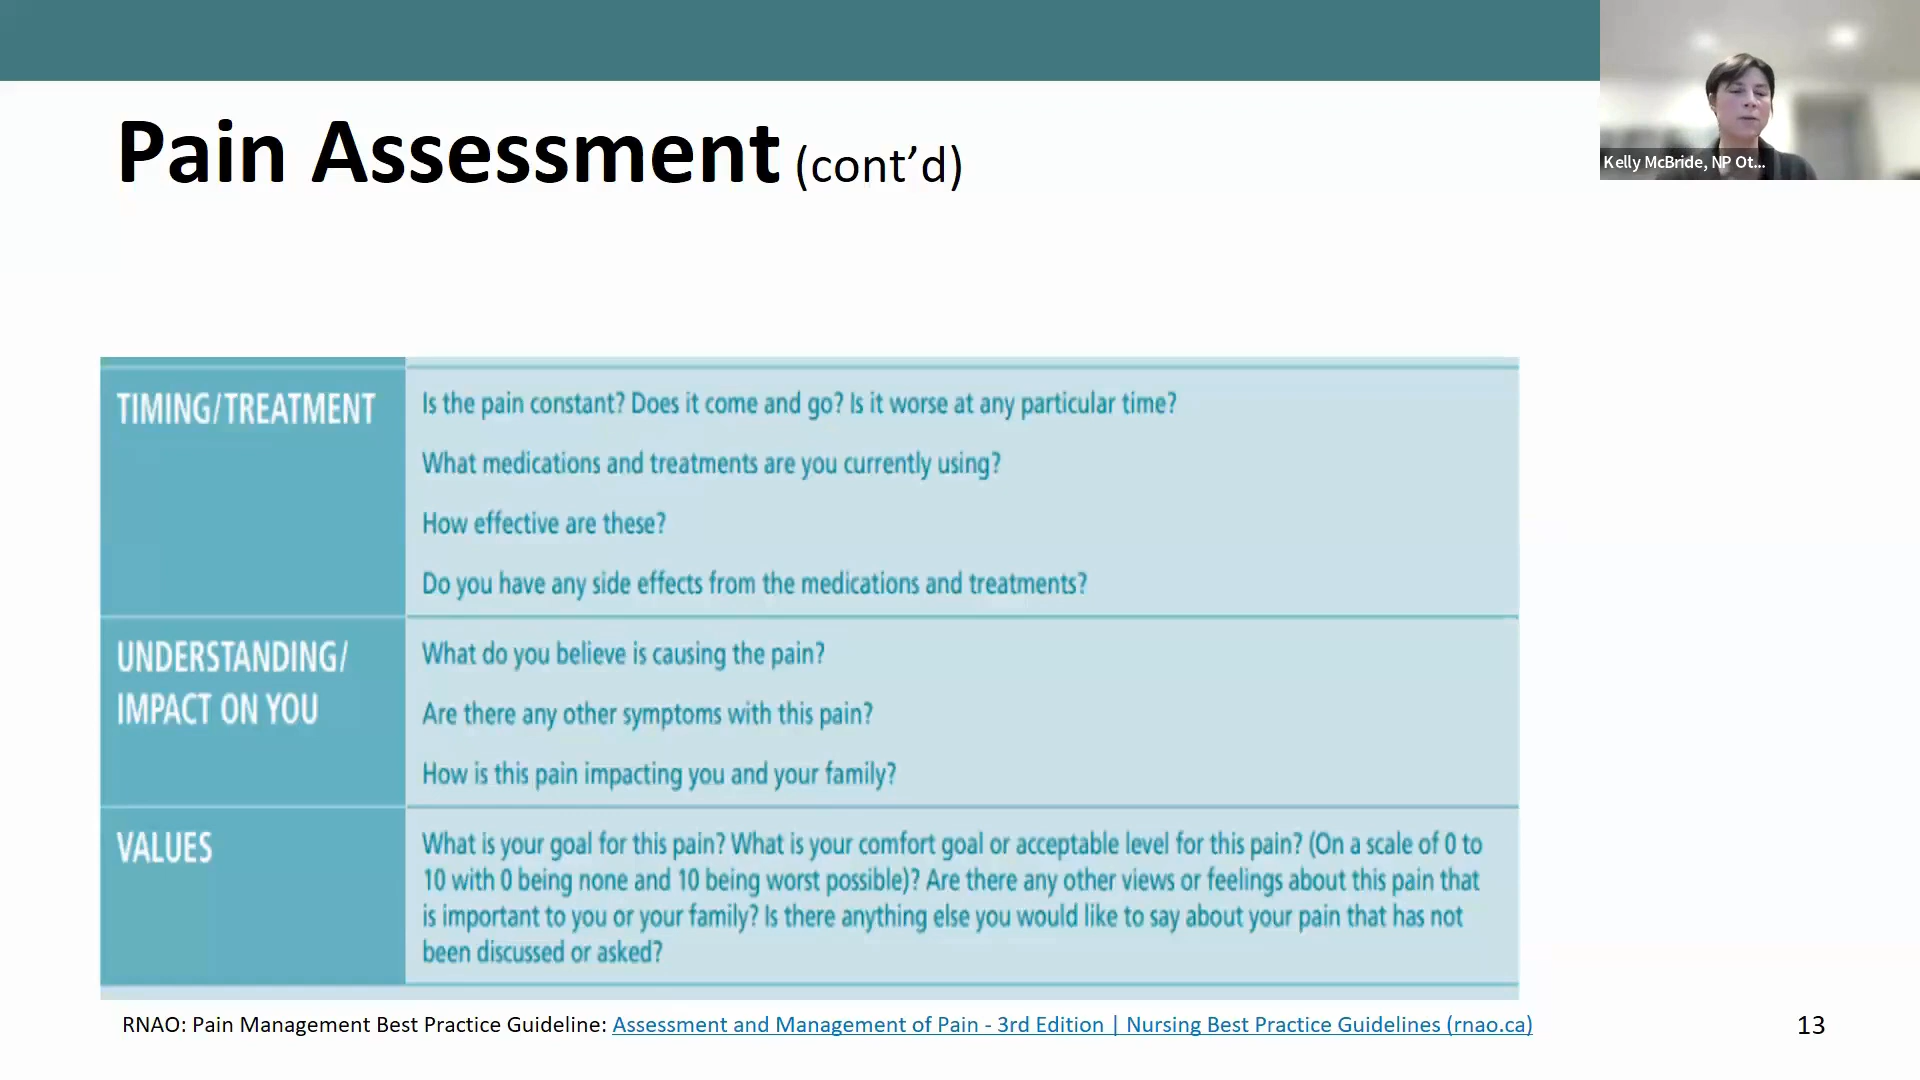 Pain Assessment (cont’d)
Kelly McBride, NP Ot...
TIMING/TREATMENT
Is the pain constant? Does it come and go? Is it worse at any particular time?
What medications and treatments are you currently using?
How effective are these?
Do you have any side effects from the medications and treatments?
UNDERSTANDING/
IMPACT ON YOU
What do you believe is causing the pain?
Are there any other symptoms with this pain?
How is this pain impacting you and your family?
VALUES
What is your goal for this pain? What is your comfort goal or acceptable level for this pain? (On a scale of 0 to
10 with 0 being none and 10 being worst possible)? Are there any other views or feelings about this pain that
is important to you or your family? Is there anything else you would like to say about your pain that has not
been discussed or asked?
RNAO: Pain Management Best Practice Guideline: Assessment and Management of Pain - 3rd Edition | Nursing Best Practice Guidelines (rnao.ca)
13